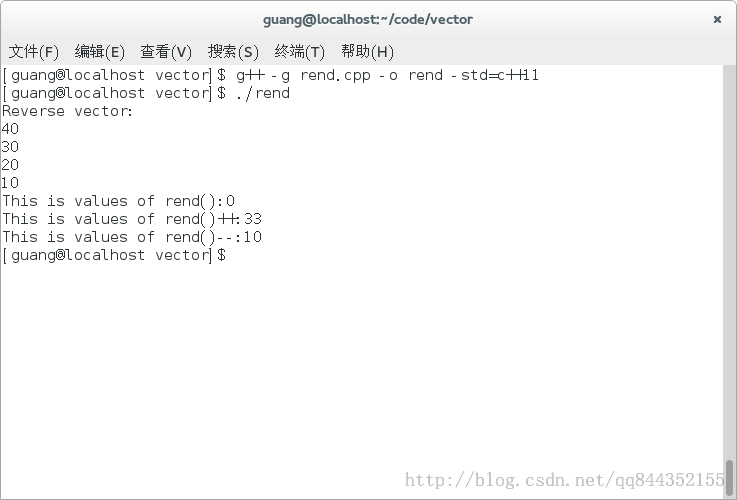 guang@localhost:~/code/vector ×
文件(F) 编辑(E) 查看(V) 搜索(S) 终端(T) 帮助(H)
[guang@localhost vector]$ g++ -g rend.cpp -o rend -std=c++11
[guang@localhost vector]$ ./rend
Reverse vector:
40
30
20
10
This is values of rend():0
This is values of rend()++:33
This is values of rend()--:10
[guang@localhost vector]$
http://blog.csdn.net/qq844352155